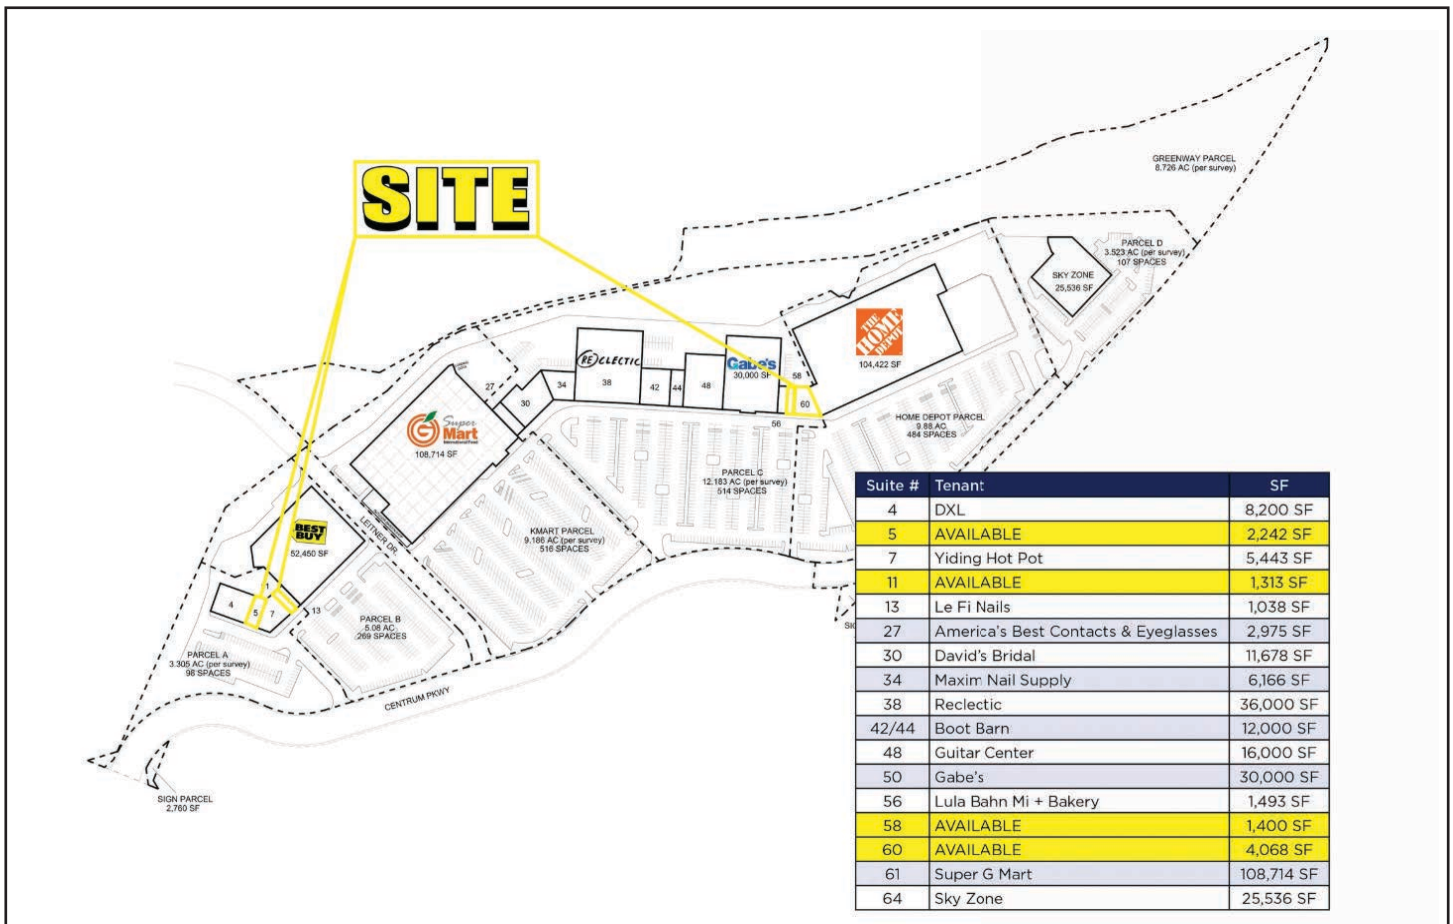 SITE
GREENWAY PARCEL
8.726 AC (per survey)
PARCEL D
3.523 AC (per survey)
107 SPACES
SKY ZONE
25,536 SF
THE
HOME
DEPOT
104,422 SF
(RE)CLECTIC
38
Gabe's
30,000 SF
58
60
56
48
44
42
34
30
27
Super
G Mart
International Food
108,714 SF
HOME DEPOT PARCEL
9.88 AC
484 SPACES
PARCEL C
12.183 AC (per survey)
514 SPACES
KMART PARCEL
9.186 AC (per survey)
516 SPACES
LEITNER DR.
BEST
BUY
52,450 SF
4
5
7
13
PARCEL B
5.08 AC
269 SPACES
PARCEL A
3.305 AC (per survey)
98 SPACES
CENTRUM PKWY
SIGN PARCEL
2,760 SF
Suite # Tenant SF
4 DXL 8,200 SF
5 AVAILABLE 2,242 SF
7 Yiding Hot Pot 5,443 SF
11 AVAILABLE 1,313 SF
13 Le Fi Nails 1,038 SF
27 America's Best Contacts & Eyeglasses 2,975 SF
30 David's Bridal 11,678 SF
34 Maxim Nail Supply 6,166 SF
38 Reclectic 36,000 SF
42/44 Boot Barn 12,000 SF
48 Guitar Center 16,000 SF
50 Gabe's 30,000 SF
56 Lula Bahn Mi + Bakery 1,493 SF
58 AVAILABLE 1,400 SF
60 AVAILABLE 4,068 SF
61 Super G Mart 108,714 SF
64 Sky Zone 25,536 SF